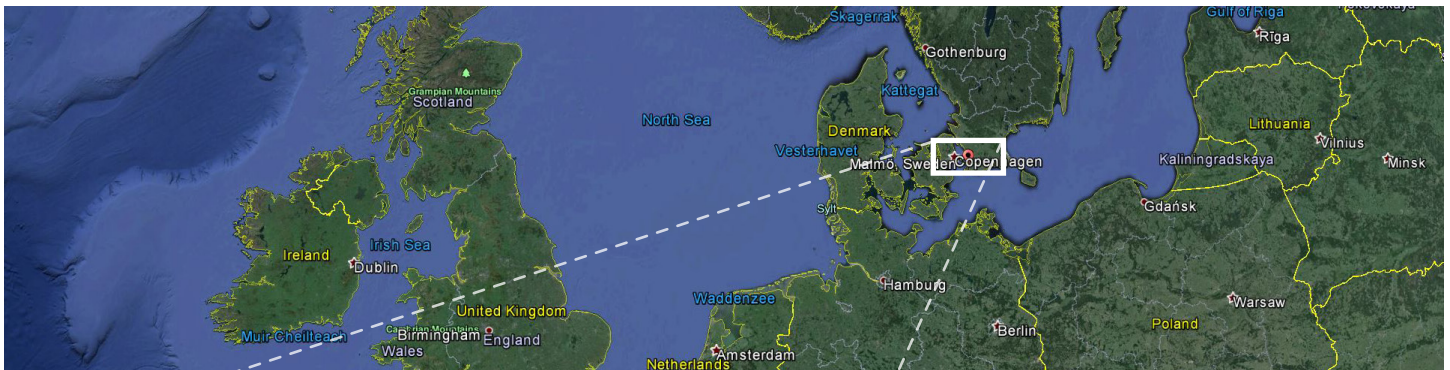 Skagerrak
Gulf of Riga
Rīga
Gothenburg
Grampian Mountains
Scotland
Kattegat
North Sea
Denmark
Lithuania
Vilnius
Vesterhavet
Malmö, Sweden
Copenhagen
Kaliningradskaya
Minsk
Sylt
Gdańsk
Irish Sea
Ireland
Dublin
Hamburg
Waddenzee
Warsaw
United Kingdom
Poland
Muir Cheilteach
Cambrian Mountains
Birmingham
England
Berlin
Wales
Amsterdam
Netherlands